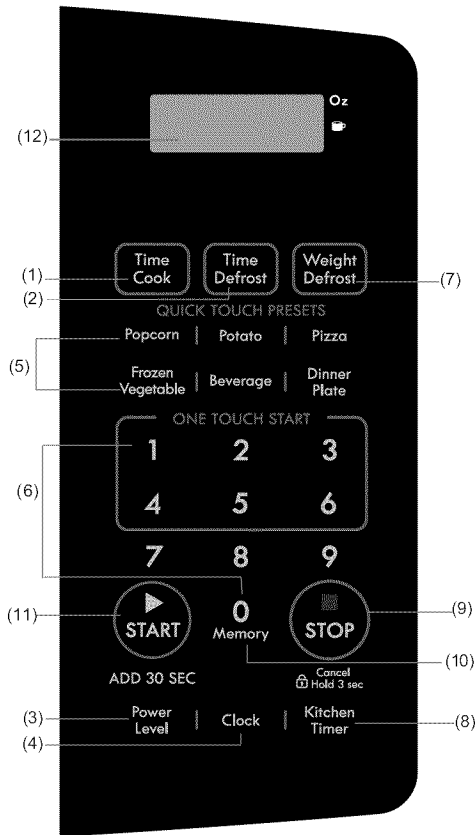 Oz
(12)
Time Cook
Time Defrost
Weight Defrost
(1)
(2)
(7)
QUICK TOUCH PRESETS
Popcorn | Potato | Pizza
(5)
Frozen Vegetable | Beverage | Dinner Plate
ONE TOUCH START
1 2 3
(6)
4 5 6
7 8 9
(11)
START
0
Memory
STOP
(9)
(10)
ADD 30 SEC
Cancel
Hold 3 sec
(3)
Power Level | Clock | Kitchen Timer
(8)
(4)